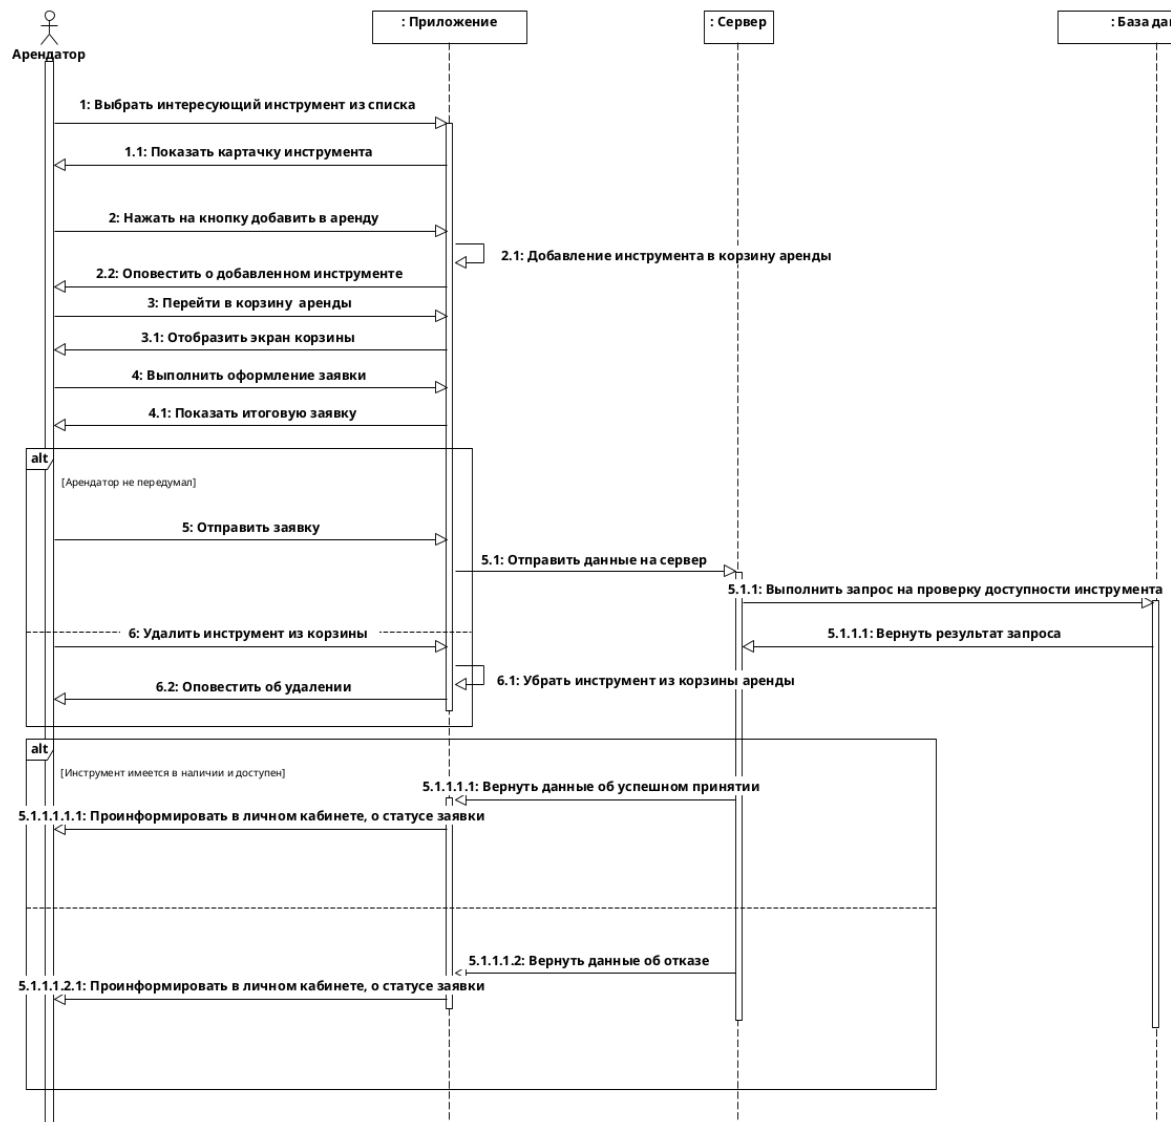 : Приложение
: Сервер
: База
Арендатор
1: Выбрать интересующий инструмент из списка
1.1: Показать картачку инструмента
2: Нажать на кнопку добавить в аренду
2.1: Добавление инструмента в корзину аренды
2.2: Оповестить о добавленном инструменте
3: Перейти в корзину аренды
3.1: Отобразить экран корзины
4: Выполнить оформление заявки
4.1: Показать итоговую заявку
alt
[Арендатор не передумал]
5: Отправить заявку
5.1: Отправить данные на сервер
5.1.1: Выполнить запрос на проверку доступности инструмента
6: Удалить инструмент из корзины
5.1.1.1: Вернуть результат запроса
6.1: Убрать инструмент из корзины аренды
6.2: Оповестить об удалении
alt
[Инструмент имеется в наличии и доступен]
5.1.1.1.1: Вернуть данные об успешном принятии
5.1.1.1.1.1: Проинформировать в личном кабинете, о статусе заявки
5.1.1.1.2: Вернуть данные об отказе
5.1.1.1.2.1: Проинформировать в личном кабинете, о статусе заявки